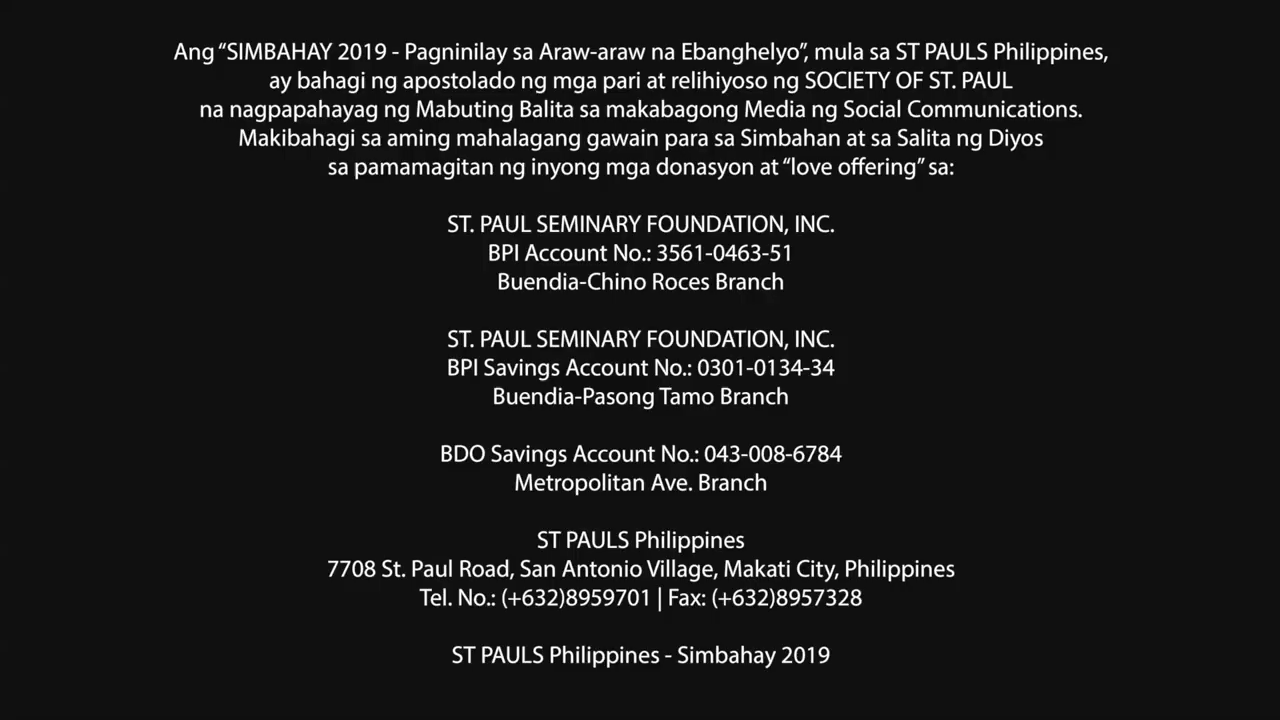 Ang “SIMBAHAY 2019 - Pagninilay sa Araw-araw na Ebanghelyo”, mula sa ST PAULS Philippines,
ay bahagi ng apostolado ng mga pari at relihiyoso ng SOCIETY OF ST. PAUL
na nagpapahayag ng Mabuting Balita sa makabagong Media ng Social Communications.
Makibahagi sa aming mahalagang gawain para sa Simbahan at sa Salita ng Diyos
sa pamamagitan ng inyong mga donasyon at “love offering” sa:
ST. PAUL SEMINARY FOUNDATION, INC.
BPI Account No.: 3561-0463-51
Buendia-Chino Roces Branch
ST. PAUL SEMINARY FOUNDATION, INC.
BPI Savings Account No.: 0301-0134-34
Buendia-Pasong Tamo Branch
BDO Savings Account No.: 043-008-6784
Metropolitan Ave. Branch
ST PAULS Philippines
7708 St. Paul Road, San Antonio Village, Makati City, Philippines
Tel. No.: (+632)8959701 | Fax: (+632)8957328
ST PAULS Philippines - Simbahay 2019